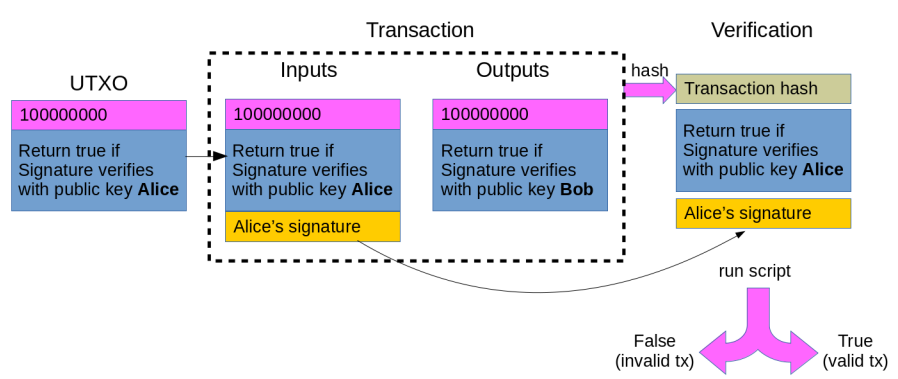 Transaction
Verification
UTXO
100000000
Return true if
Signature verifies
with public key Alice
Inputs
100000000
Return true if
Signature verifies
with public key Alice
Alice's signature
Outputs
100000000
Return true if
Signature verifies
with public key Bob
hash
Transaction hash
Return true if
Signature verifies
with public key Alice
Alice's signature
run script
False
(invalid tx)
True
(valid tx)